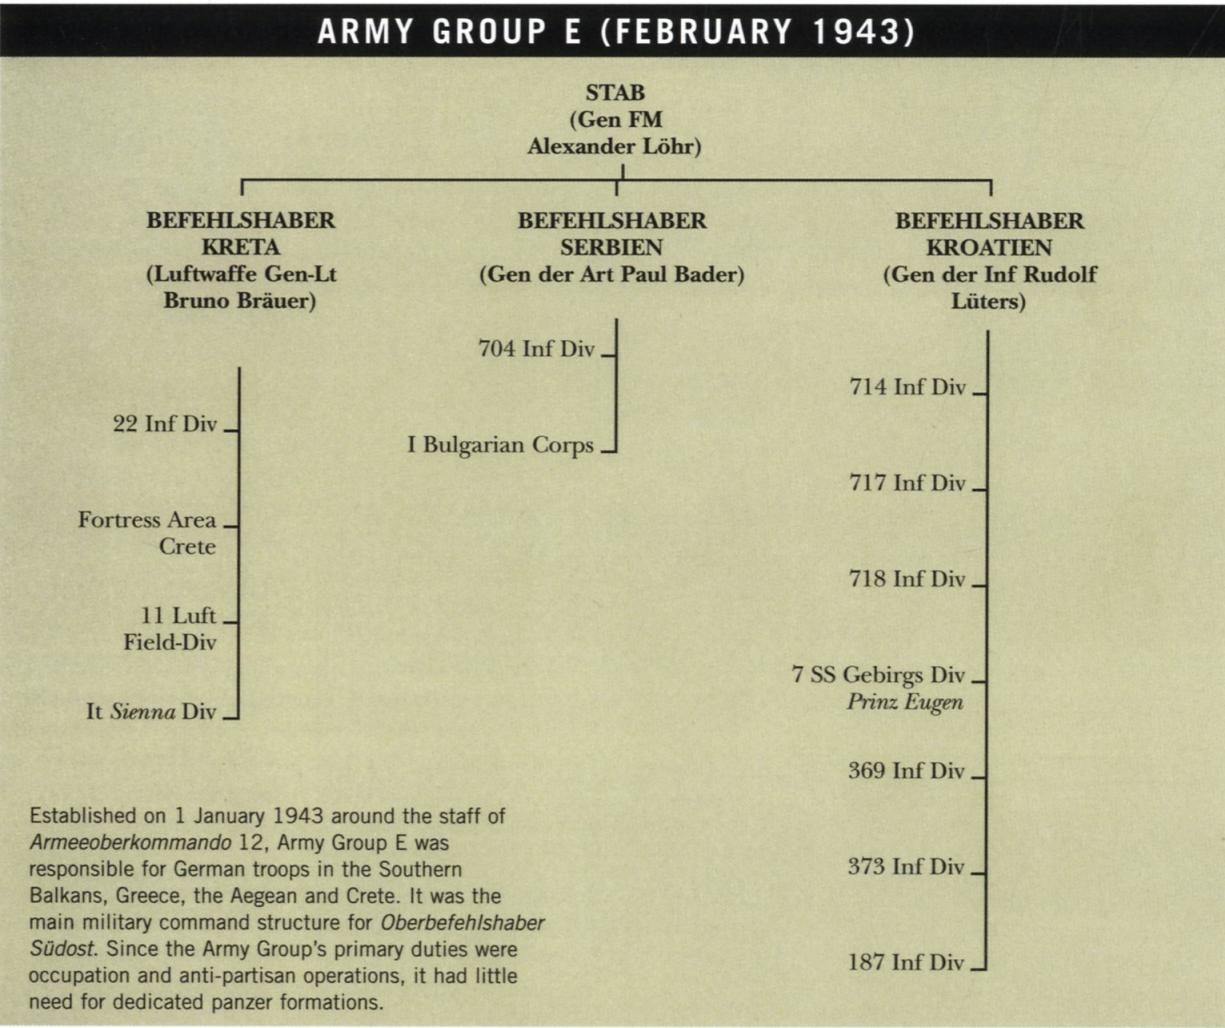 ARMY GROUP E (FEBRUARY 1943)
STAB
(Gen FM
Alexander Löhr)
BEFEHLSHABER
KRETA
(Luftwaffe Gen-Lt
Bruno Bräuer)
22 Inf Div
Fortress Area
Crete
11 Luft
Field-Div
It Sienna Div
BEFEHLSHABER
SERBIEN
(Gen der Art Paul Bader)
704 Inf Div
I Bulgarian Corps
BEFEHLSHABER
KROATIEN
(Gen der Inf Rudolf
Lüters)
714 Inf Div
717 Inf Div
718 Inf Div
7 SS Gebirgs Div
Prinz Eugen
369 Inf Div
373 Inf Div
187 Inf Div
Established on 1 January 1943 around the staff of
Armeeoberkommando 12, Army Group E was
responsible for German troops in the Southern
Balkans, Greece, the Aegean and Crete. It was the
main military command structure for Oberbefehlshaber
Südost. Since the Army Group's primary duties were
occupation and anti-partisan operations, it had little
need for dedicated panzer formations.